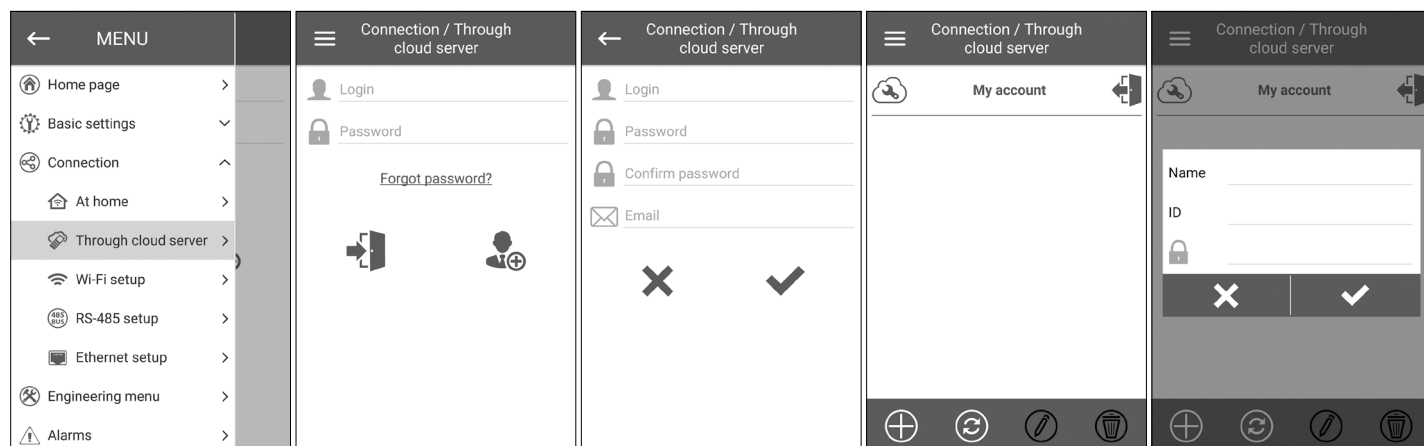 MENU
Home page
Basic settings
Connection
At home
Through cloud server
Wi-Fi setup
RS-485 setup
Ethernet setup
Engineering menu
Alarms
485
BUS
Connection / Through
cloud server
Login
Password
Forgot password?
Connection / Through
cloud server
Login
Password
Confirm password
Email
Connection / Through
cloud server
My account
Connection / Through
cloud server
My account
Name
ID